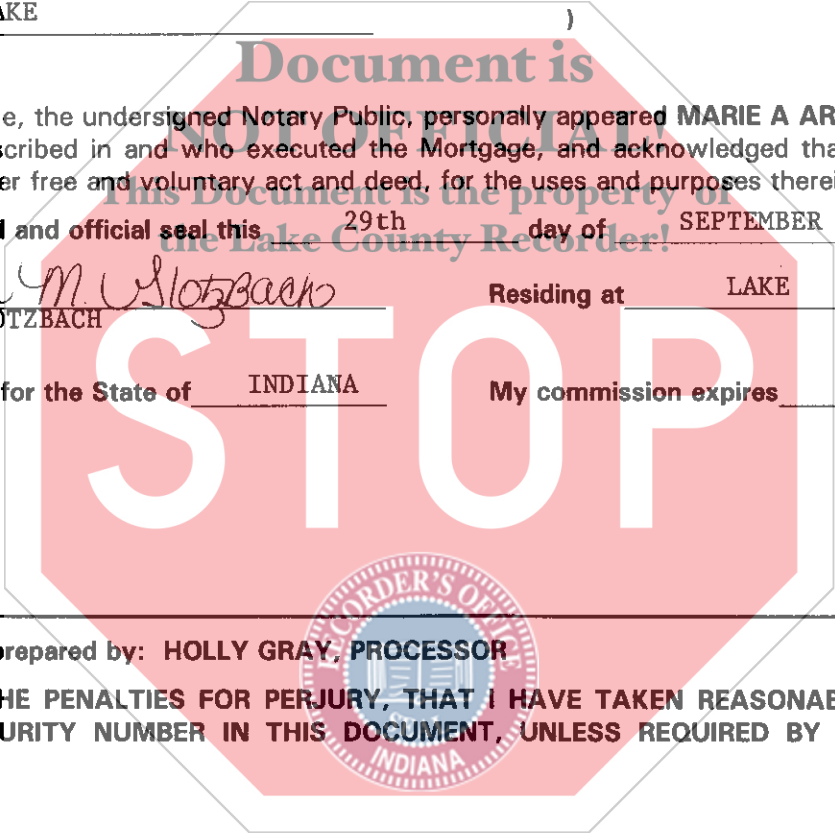 AKE )
Document is
e, the undersigned Notary Public, personally appeared MARIE A AR
NOT OFFICIAL!
scribed in and who executed the Mortgage, and acknowledged tha
er free and voluntary act and deed, for the uses and purposes therei
This Document is the property of
d and official seal this 29th day of SEPTEMBER
the Lake County Recorder!
M. Glotzbach Residing at LAKE
OTZBACH
STOP
for the State of INDIANA My commission expires
RECORDER'S OFFICE
prepared by: HOLLY GRAY, PROCESSOR
HE PENALTIES FOR PERJURY, THAT I HAVE TAKEN REASONAB
URITY NUMBER IN THIS DOCUMENT, UNLESS REQUIRED BY
SEAL
INDIANA